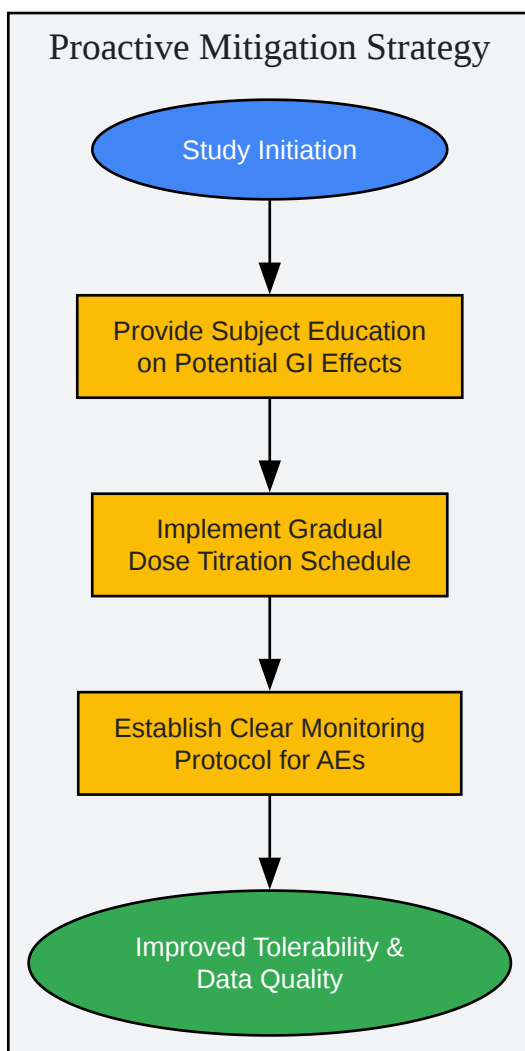 Proactive Mitigation Strategy
Study Initiation
Provide Subject Education
on Potential GI Effects
Implement Gradual
Dose Titration Schedule
Establish Clear Monitoring
Protocol for AEs
Improved Tolerability &
Data Quality